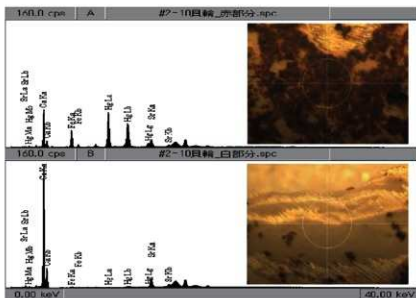 160.0 cps A #2-10貝輪_赤部分.spc
HgMa HgMb SrLa SrLb CaKa CaKb FeKa FeKb HgLa HgLb HgLg SrKa SrKb
160.0 cps B #2-10貝輪_白部分.spc
HgMa HgMb SrLa SrLb CaKa CaKb FeKa FeKb HgLa HgLb HgLg SrKa SrKb
0.00 keV 40.00 keV